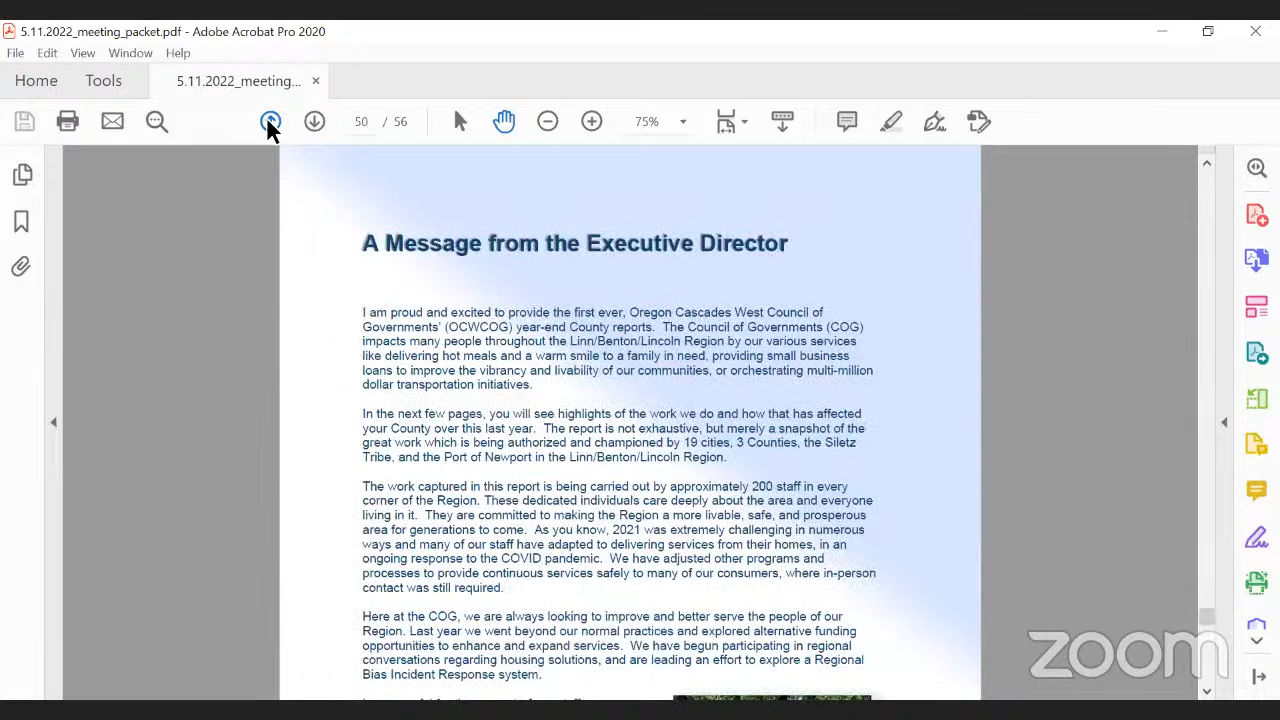 5.11.2022_meeting_packet.pdf - Adobe Acrobat Pro 2020
File Edit View Window Help
Home Tools 5.11.2022_meeting... ×
50 / 56 75%
A Message from the Executive Director
I am proud and excited to provide the first ever, Oregon Cascades West Council of
Governments' (OCWCOG) year-end County reports. The Council of Governments (COG)
impacts many people throughout the Linn/Benton/Lincoln Region by our various services
like delivering hot meals and a warm smile to a family in need, providing small business
loans to improve the vibrancy and livability of our communities, or orchestrating multi-million
dollar transportation initiatives.
In the next few pages, you will see highlights of the work we do and how that has affected
your County over this last year. The report is not exhaustive, but merely a snapshot of the
great work which is being authorized and championed by 19 cities, 3 Counties, the Siletz
Tribe, and the Port of Newport in the Linn/Benton/Lincoln Region.
The work captured in this report is being carried out by approximately 200 staff in every
corner of the Region. These dedicated individuals care deeply about the area and everyone
living in it. They are committed to making the Region a more livable, safe, and prosperous
area for generations to come. As you know, 2021 was extremely challenging in numerous
ways and many of our staff have adapted to delivering services from their homes, in an
ongoing response to the COVID pandemic. We have adjusted other programs and
processes to provide continuous services safely to many of our consumers, where in-person
contact was still required.
Here at the COG, we are always looking to improve and better serve the people of our
Region. Last year we went beyond our normal practices and explored alternative funding
opportunities to enhance and expand services. We have begun participating in regional
conversations regarding housing solutions, and are leading an effort to explore a Regional
Bias Incident Response system.
zoom